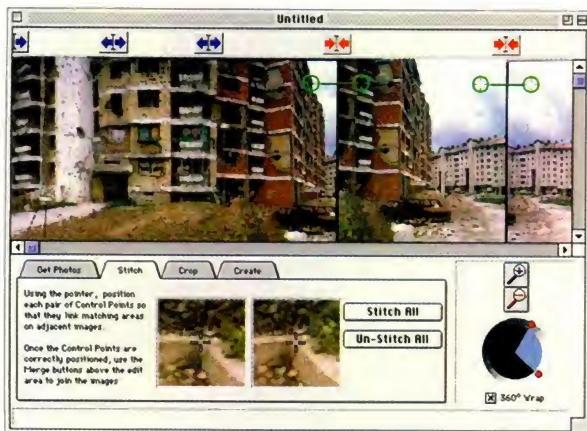 Untitled
Get Photos
Stitch
Crop
Create
Using the pointer, position
each pair of Control Points so
that they link matching areas
on adjacent images.
Once the Control Points are
correctly positioned, use the
Merge buttons above the edit
area to join the images
Stitch All
Un-Stitch All
360° Wrap